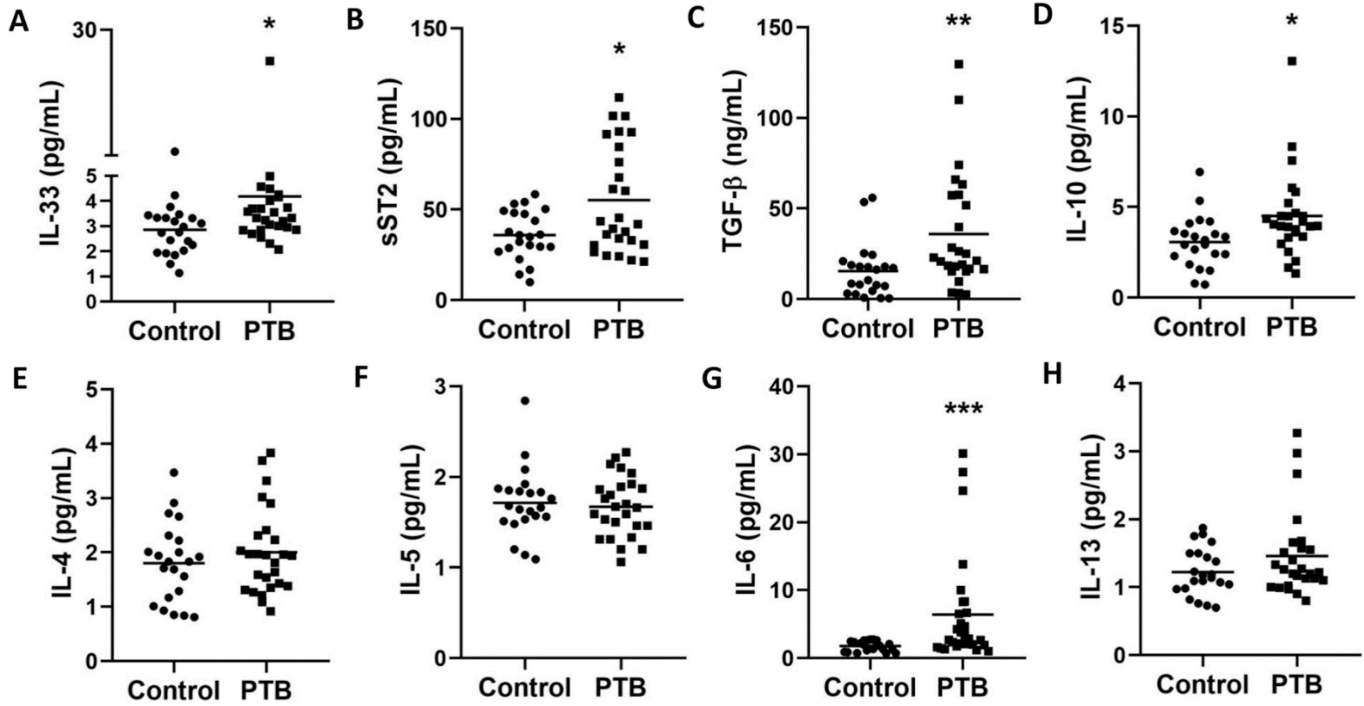 A
IL-33 (pg/mL)
30
5
4
3
2
1
0
*
Control PTB
B
sST2 (pg/mL)
150
100
50
0
*
Control PTB
C
TGF-β (ng/mL)
150
100
50
0
**
Control PTB
D
IL-10 (pg/mL)
15
10
5
0
*
Control PTB
E
IL-4 (pg/mL)
5
4
3
2
1
0
Control PTB
F
IL-5 (pg/mL)
3
2
1
0
Control PTB
G
IL-6 (pg/mL)
40
30
20
10
0
***
Control PTB
H
IL-13 (pg/mL)
4
3
2
1
0
Control PTB